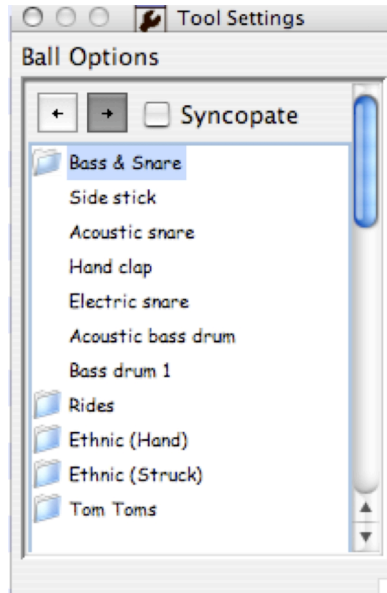 Tool Settings
Ball Options
Syncopate
Bass & Snare
Side stick
Acoustic snare
Hand clap
Electric snare
Acoustic bass drum
Bass drum 1
Rides
Ethnic (Hand)
Ethnic (Struck)
Tom Toms